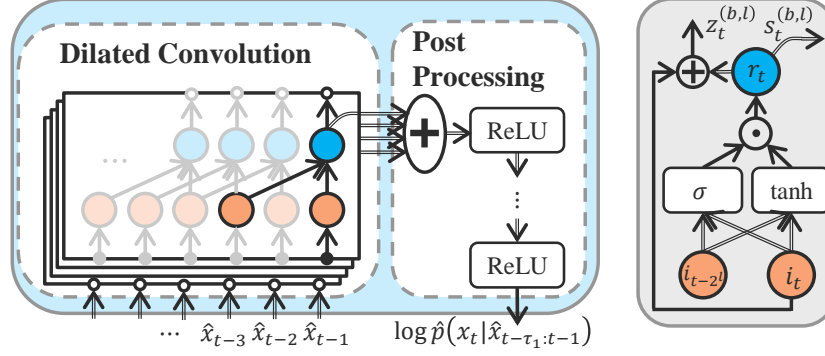 Dilated Convolution
Post
Processing
...
ReLU
...
ReLU
... x̂_{t-3} x̂_{t-2} x̂_{t-1}
log p̂(x_t|x̂_{t-τ_1:t-1})
z_t^{(b,l)} s_t^{(b,l)}
+
r_t
σ
tanh
i_{t-2^l}
i_t